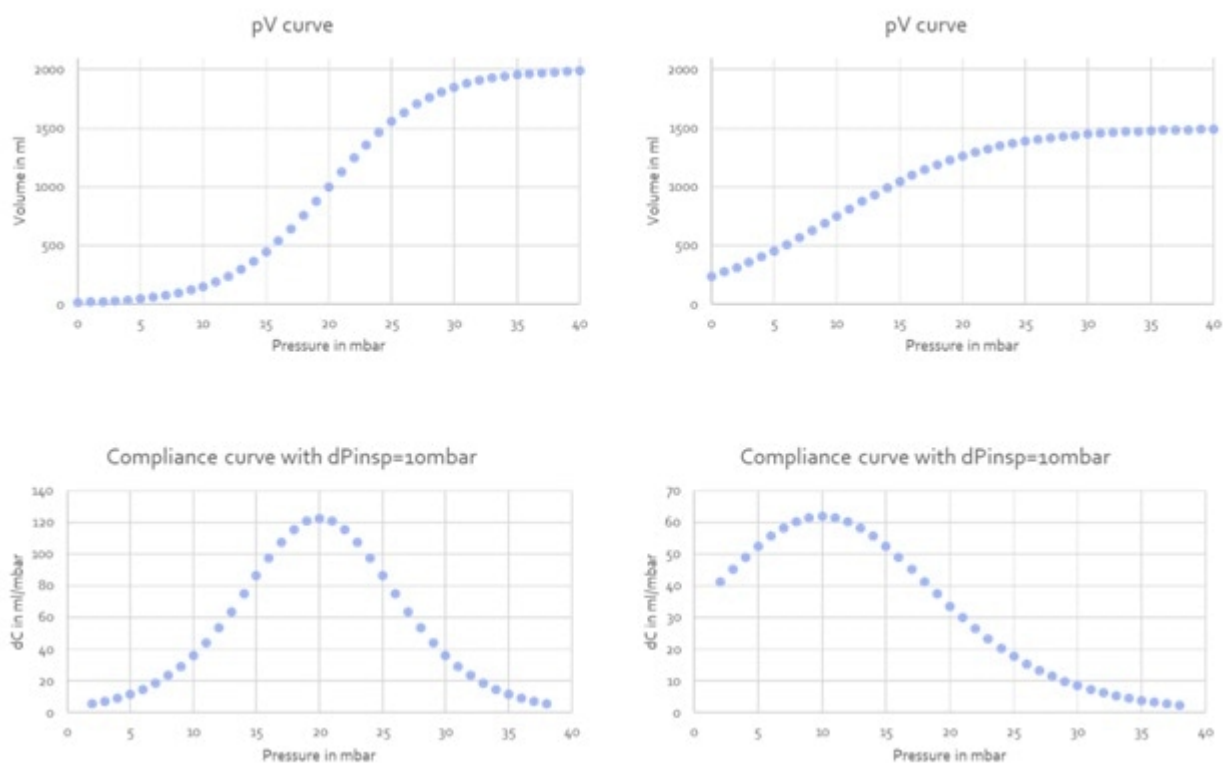 pV curve
2000
1500
1000
500
0
Volume in ml
0 5 10 15 20 25 30 35 40
Pressure in mbar
pV curve
2000
1500
1000
500
0
Volume in ml
0 5 10 15 20 25 30 35 40
Pressure in mbar
Compliance curve with dPinsp=10mbar
140
120
100
80
60
40
20
0
dC in ml/mbar
0 5 10 15 20 25 30 35 40
Pressure in mbar
Compliance curve with dPinsp=10mbar
70
60
50
40
30
20
10
0
dC in ml/mbar
0 5 10 15 20 25 30 35 40
Pressure in mbar